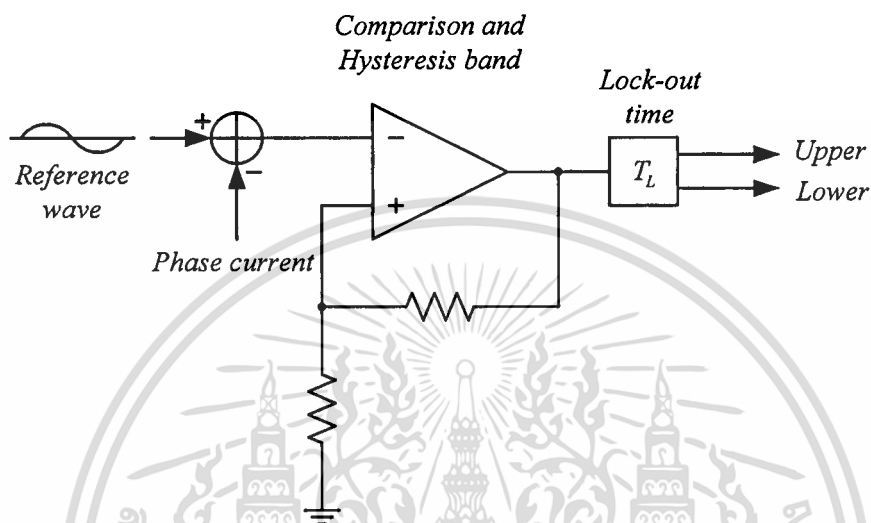 Comparison and
Hysteresis band
Lock-out
time
+
−
T_L
Upper
Lower
Reference
wave
−
+
Phase current